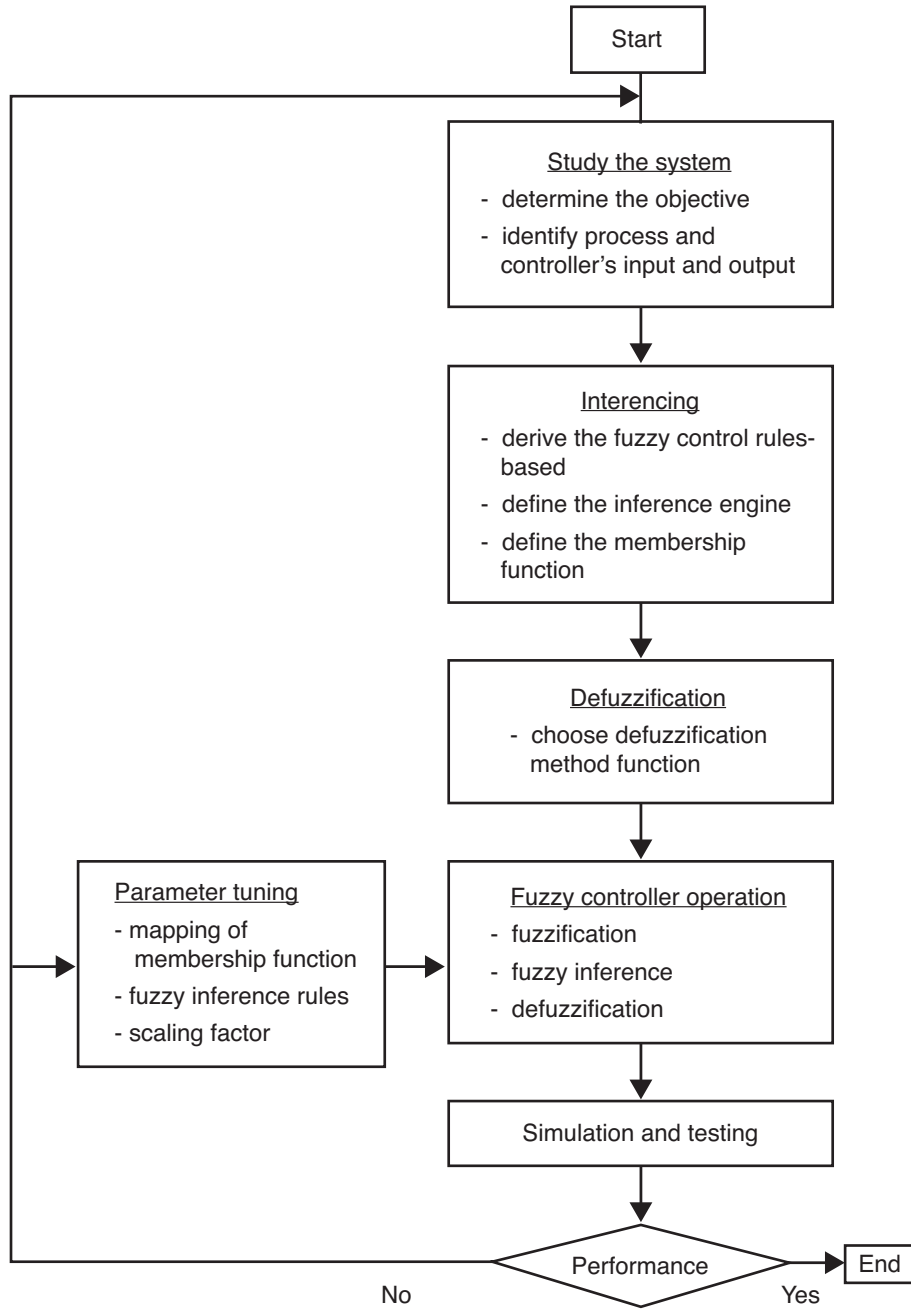 Start
Study the system
- determine the objective
- identify process and
controller's input and output
Interencing
- derive the fuzzy control rules-
based
- define the inference engine
- define the membership
function
Defuzzification
- choose defuzzification
method function
Parameter tuning
- mapping of
membership function
- fuzzy inference rules
- scaling factor
Fuzzy controller operation
- fuzzification
- fuzzy inference
- defuzzification
Simulation and testing
Performance
End
No
Yes